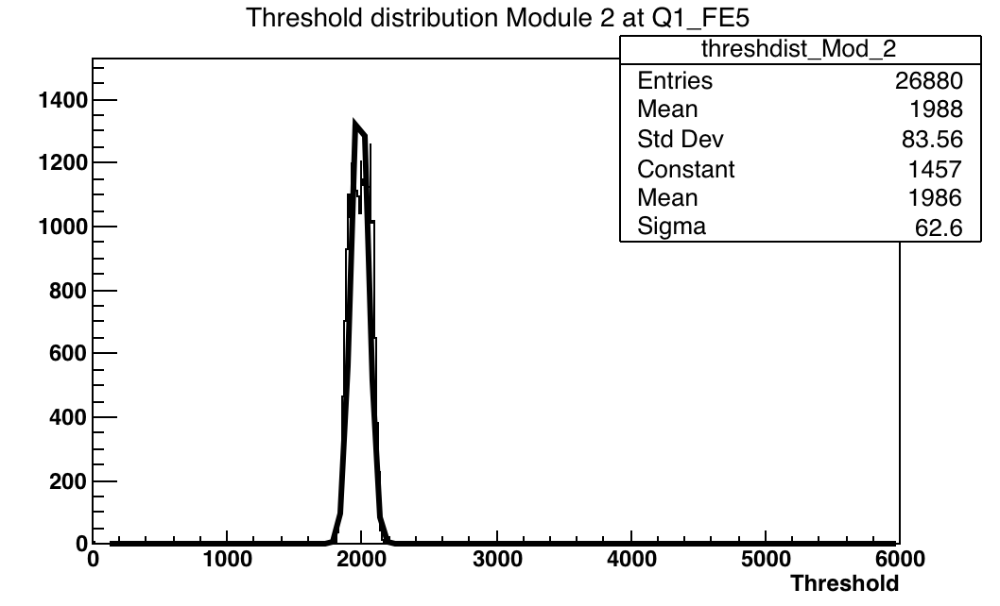 Threshold distribution Module 2 at Q1_FE5
threshdist_Mod_2
Entries 26880
Mean 1988
Std Dev 83.56
Constant 1457
Mean 1986
Sigma 62.6
1400
1200
1000
800
600
400
200
0
0 1000 2000 3000 4000 5000 6000
Threshold